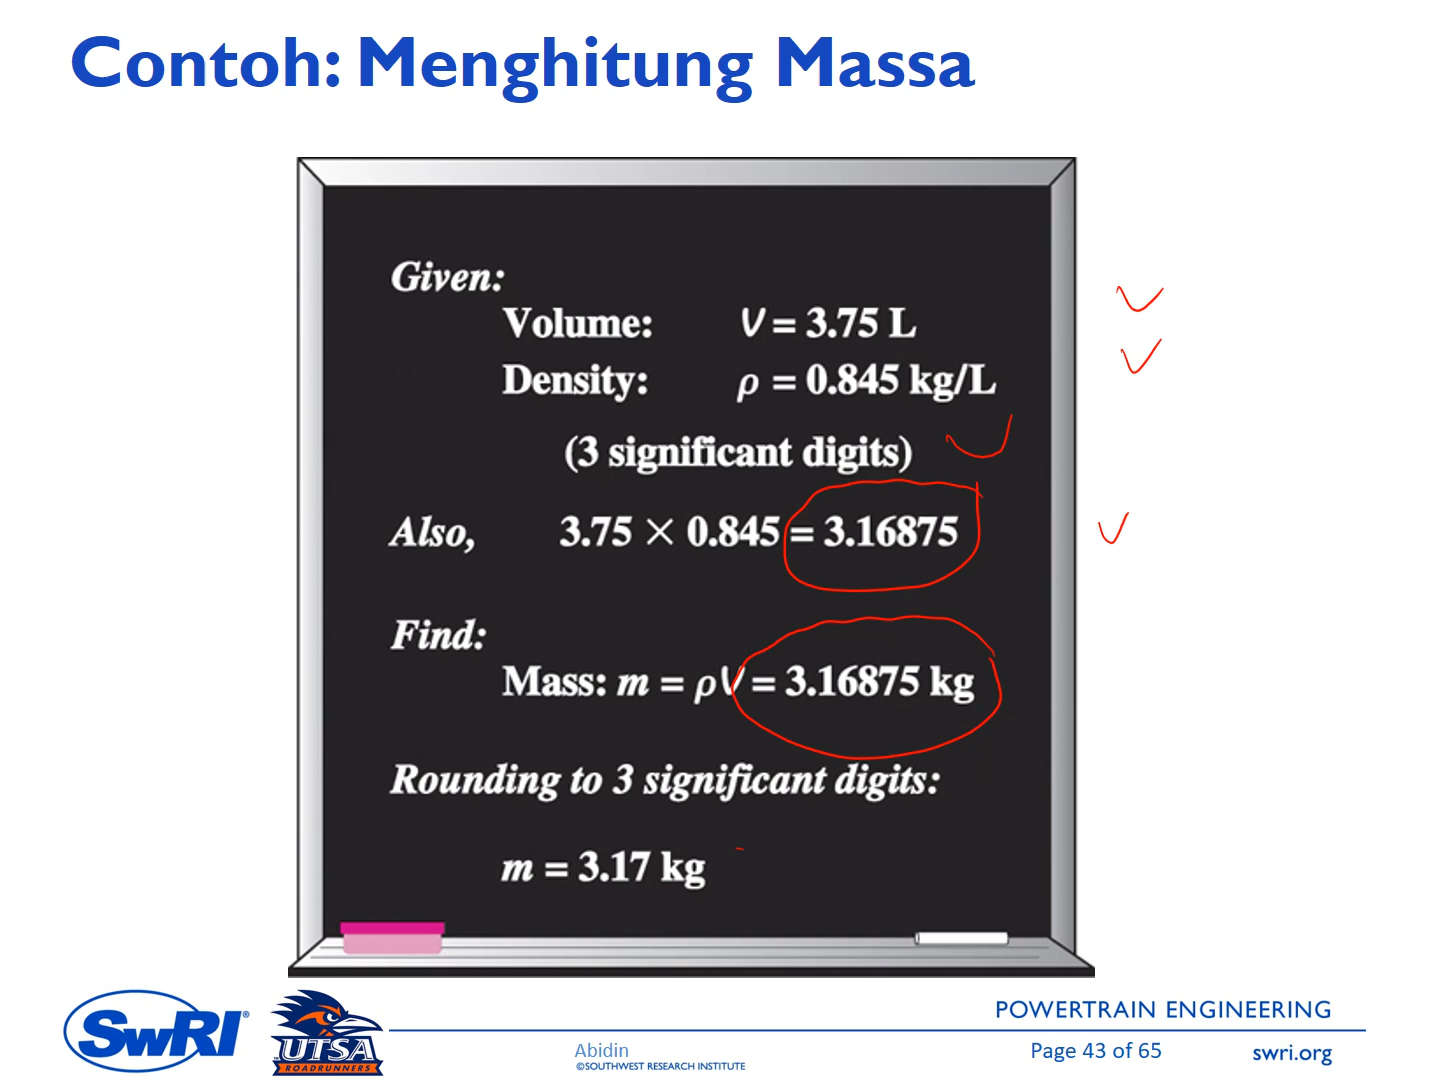 Contoh: Menghitung Massa
Given:
Volume: V = 3.75 L
Density: ρ = 0.845 kg/L
(3 significant digits)
Also, 3.75 × 0.845 = 3.16875
Find:
Mass: m = ρV = 3.16875 kg
Rounding to 3 significant digits:
m = 3.17 kg
SwRI®
UTSA
ROADRUNNERS
POWERTRAIN ENGINEERING
Abidin
©SOUTHWEST RESEARCH INSTITUTE
Page 43 of 65
swri.org